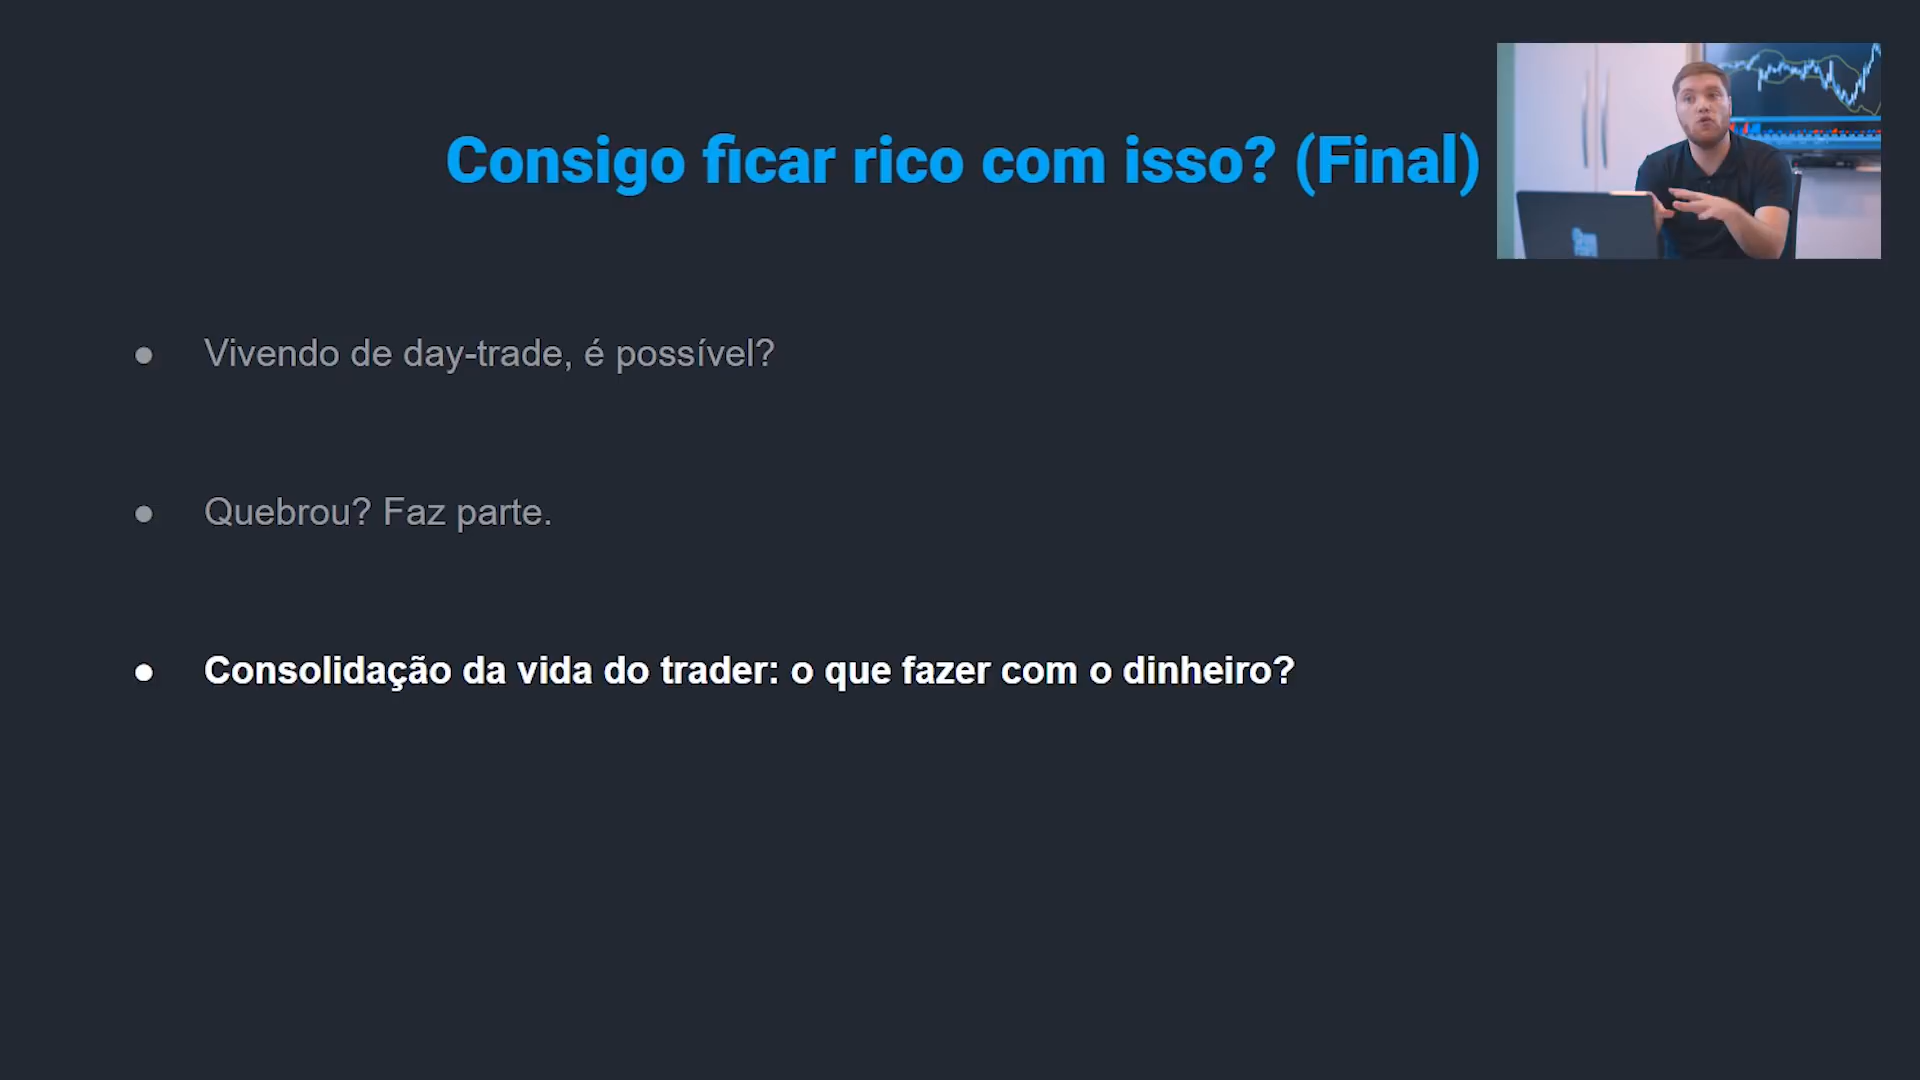 Consigo ficar rico com isso? (Final)
● Vivendo de day-trade, é possível?
● Quebrou? Faz parte.
● Consolidação da vida do trader: o que fazer com o dinheiro?